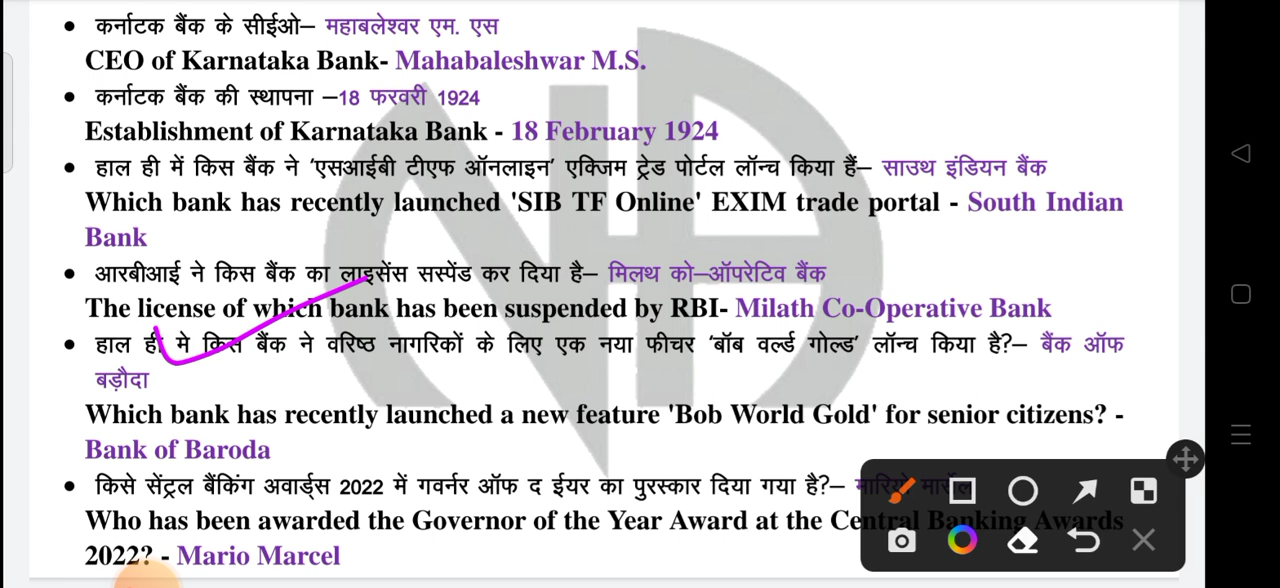 • कर्नाटक बैंक के सीईओ– महाबलेश्वर एम. एस
CEO of Karnataka Bank- Mahabaleshwar M.S.
• कर्नाटक बैंक की स्थापना –18 फरवरी 1924
Establishment of Karnataka Bank - 18 February 1924
• हाल ही में किस बैंक ने ‘एसआईबी टीएफ ऑनलाइन’ एक्जिम ट्रेड पोर्टल लॉन्च किया हैं– साउथ इंडियन बैंक
Which bank has recently launched 'SIB TF Online' EXIM trade portal - South Indian
Bank
• आरबीआई ने किस बैंक का लाइसेंस सस्पेंड कर दिया है– मिलथ को–ऑपरेटिव बैंक
The license of which bank has been suspended by RBI- Milath Co-Operative Bank
• हाल ही मे किस बैंक ने वरिष्ठ नागरिकों के लिए एक नया फीचर ‘बॉब वर्ल्ड गोल्ड’ लॉन्च किया है?– बैंक ऑफ
बड़ौदा
Which bank has recently launched a new feature 'Bob World Gold' for senior citizens? -
Bank of Baroda
• किसे सेंट्रल बैंकिंग अवार्ड्स 2022 में गवर्नर ऑफ द ईयर का पुरस्कार दिया गया है?– मारियो
Who has been awarded the Governor of the Year Award at the Central Banking Awards
2022? - Mario Marcel